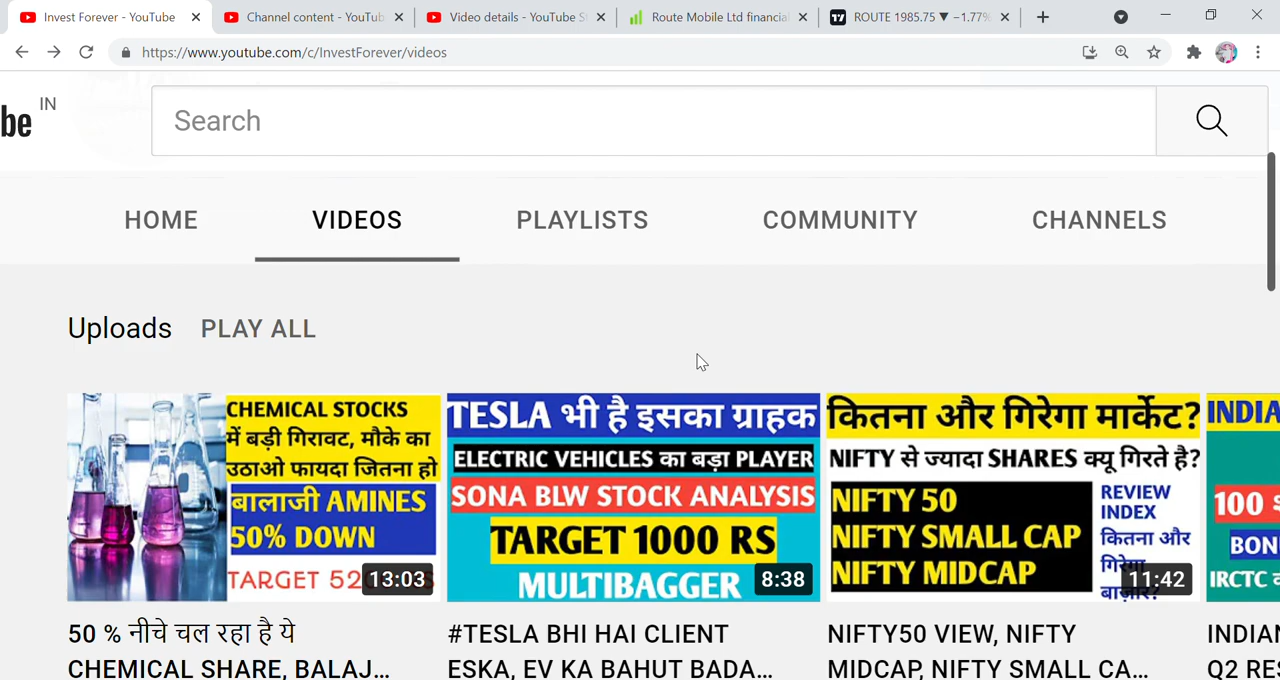 Invest Forever - YouTube
Channel content - YouTub
Video details - YouTube S
Route Mobile Ltd financial
ROUTE 1985.75 ▼ −1.77%
https://www.youtube.com/c/InvestForever/videos
be IN
Search
HOME VIDEOS PLAYLISTS COMMUNITY CHANNELS
Uploads PLAY ALL
CHEMICAL STOCKS
में बड़ी गिरावट, मौके का
उठाओ फायदा जितना हो
बालाजी AMINES
50% DOWN
TARGET 52
13:03
TESLA भी है इसका ग्राहक
ELECTRIC VEHICLES का बड़ा PLAYER
SONA BLW STOCK ANALYSIS
TARGET 1000 RS
MULTIBAGGER
8:38
कितना और गिरेगा मार्केट?
NIFTY से ज्यादा SHARES क्यू गिरते है?
NIFTY 50
NIFTY SMALL CAP
NIFTY MIDCAP
REVIEW
INDEX
कितना और
गिरेगा
बाज़ार?
11:42
INDIA
100
BON
IRCTC
50 % नीचे चल रहा है ये
CHEMICAL SHARE, BALAJ...
#TESLA BHI HAI CLIENT
ESKA, EV KA BAHUT BADA...
NIFTY50 VIEW, NIFTY
MIDCAP, NIFTY SMALL CA...
INDIAN
Q2 RES